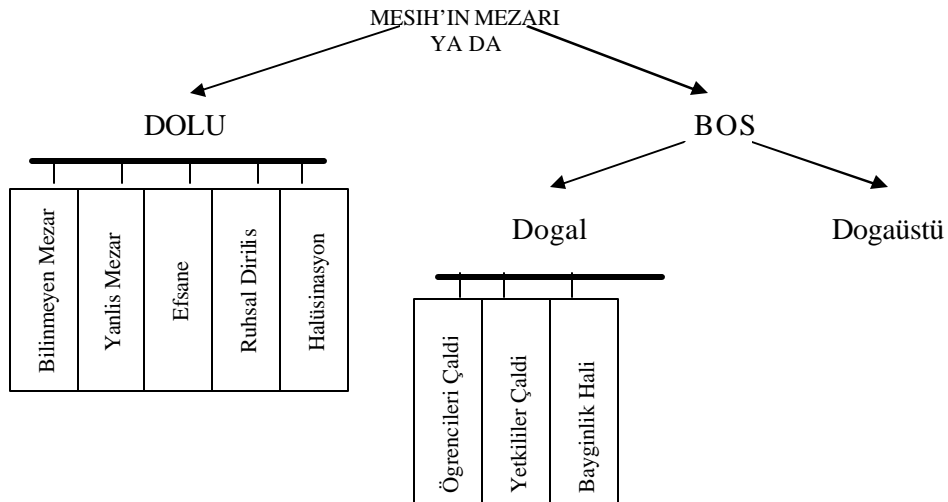 MESIH’IN MEZARI
YA DA
DOLU
BOS
Bilinmeyen Mezar
Yanlis Mezar
Efsane
Ruhsal Dirilis
Halüsinasyon
Dogal
Dogaüstü
Ögrencileri Çaldi
Yetkililer Çaldi
Bayginlik Hali